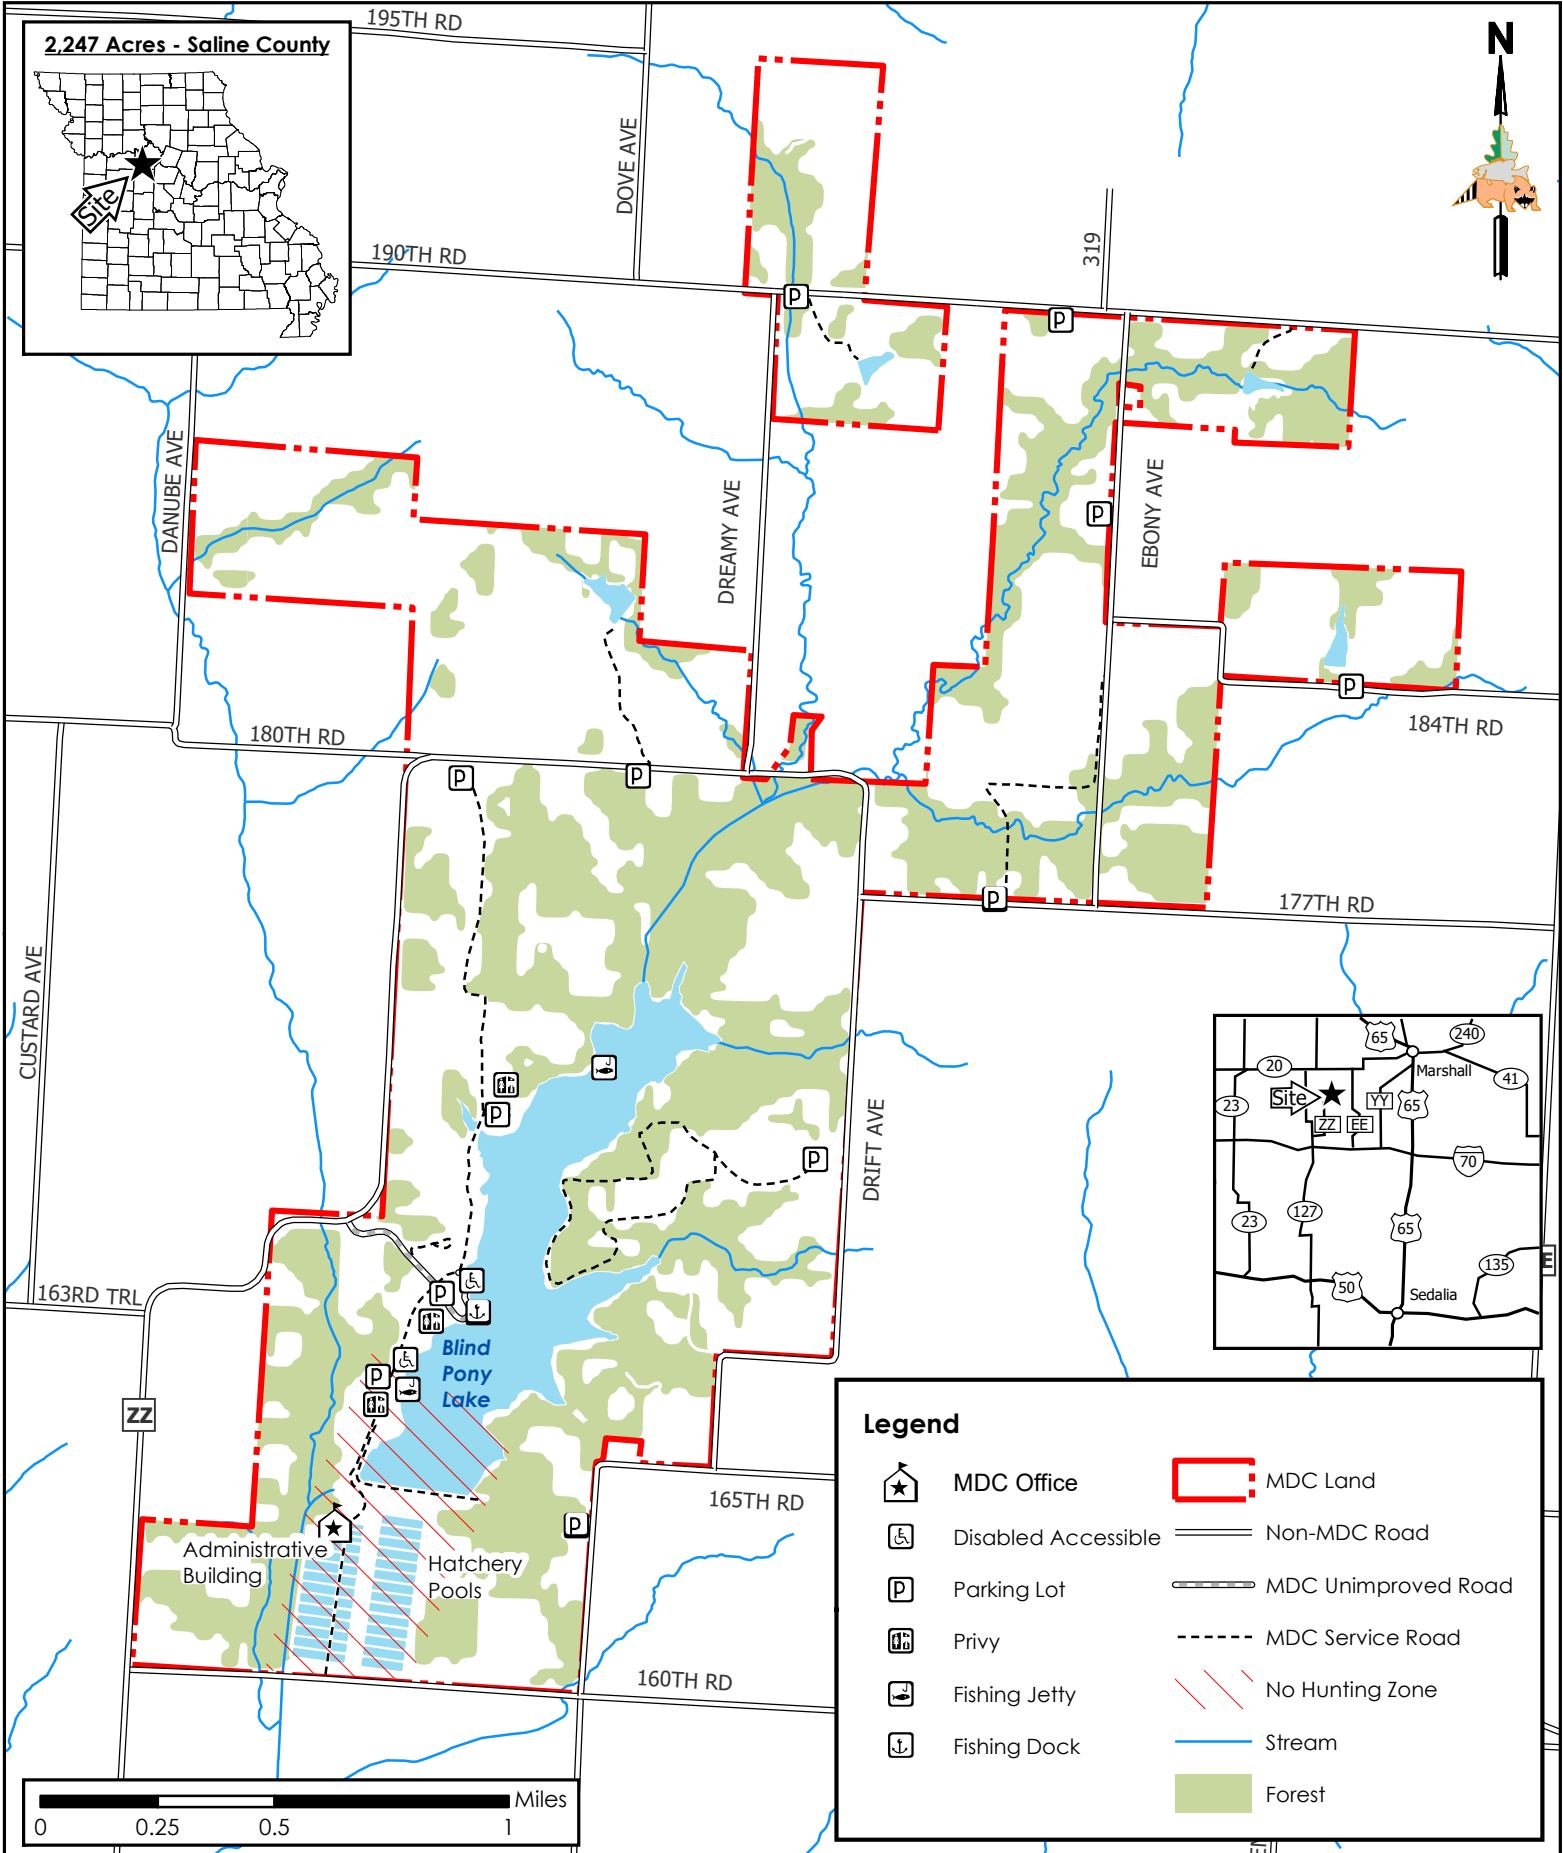 195TH RD
2,247 Acres - Saline County
Site
N
DOVE AVE
190TH RD
319
DANUBE AVE
DREAMY AVE
EBONY AVE
180TH RD
184TH RD
177TH RD
CUSTARD AVE
DRIFT AVE
65
240
20
Marshall
41
23
Site
YY
65
ZZ
EE
70
23
127
65
135
50
Sedalia
E
163RD TRL
Blind
Pony
Lake
ZZ
165TH RD
Administrative
Building
Hatchery
Pools
160TH RD
P
P
P
P
P
P
P
P
P
P
P
P
Legend
MDC Office
Disabled Accessible
P
Parking Lot
Privy
Fishing Jetty
Fishing Dock
MDC Land
Non-MDC Road
MDC Unimproved Road
MDC Service Road
No Hunting Zone
Stream
Forest
Miles
0
0.25
0.5
1